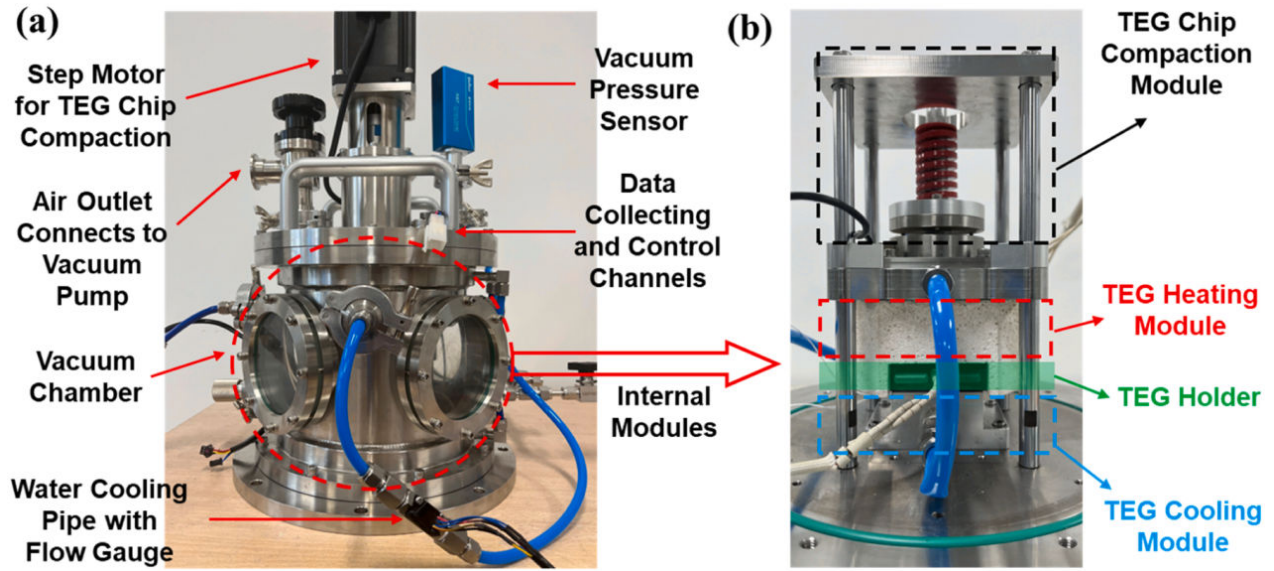 (a)
Step Motor
for TEG Chip
Compaction
Air Outlet
Connects to
Vacuum
Pump
Vacuum
Chamber
Water Cooling
Pipe with
Flow Gauge
Vacuum
Pressure
Sensor
Data
Collecting
and Control
Channels
Internal
Modules
(b)
TEG Chip
Compaction
Module
TEG Heating
Module
TEG Holder
TEG Cooling
Module